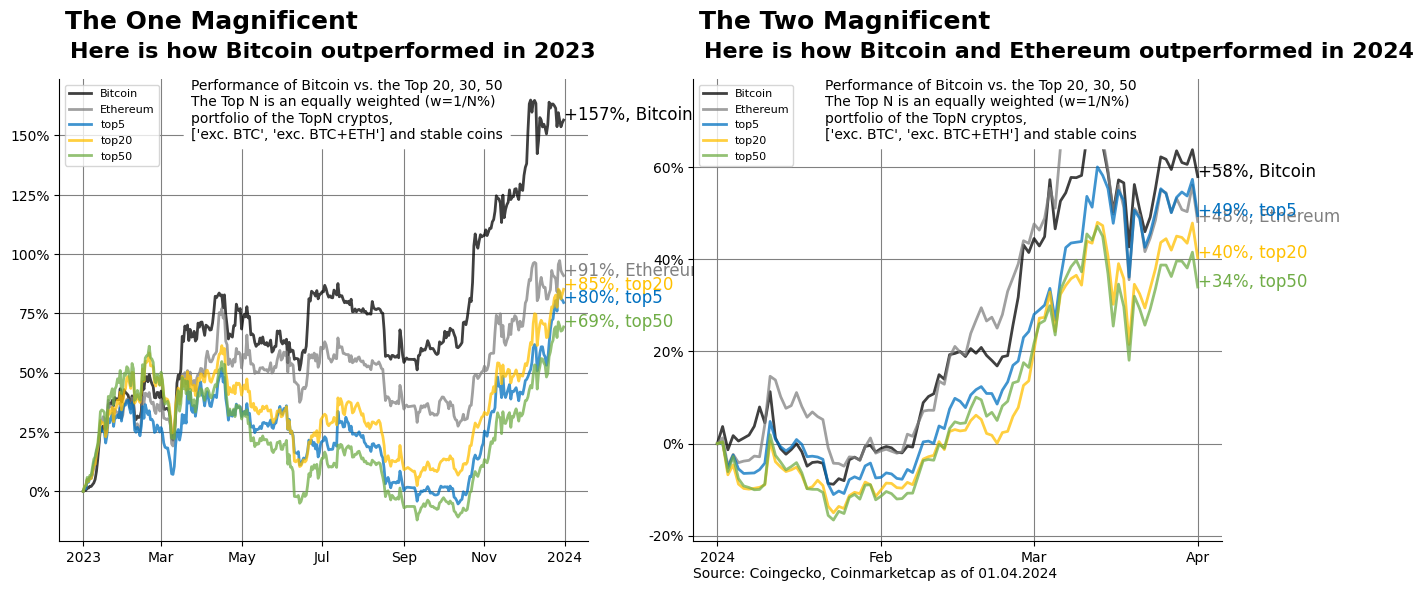 The One Magnificent
Here is how Bitcoin outperformed in 2023
Bitcoin
Ethereum
top5
top20
top50
Performance of Bitcoin vs. the Top 20, 30, 50
The Top N is an equally weighted (w=1/N%)
portfolio of the TopN cryptos,
['exc. BTC', 'exc. BTC+ETH'] and stable coins
150%
125%
100%
75%
50%
25%
0%
+157%, Bitcoin
+91%, Ethereum
+85%, top20
+80%, top5
+69%, top50
2023
Mar
May
Jul
Sep
Nov
2024
The Two Magnificent
Here is how Bitcoin and Ethereum outperformed in 2024
Bitcoin
Ethereum
top5
top20
top50
Performance of Bitcoin vs. the Top 20, 30, 50
The Top N is an equally weighted (w=1/N%)
portfolio of the TopN cryptos,
['exc. BTC', 'exc. BTC+ETH'] and stable coins
60%
40%
20%
0%
-20%
+58%, Bitcoin
+49%, top5
+48%, Ethereum
+40%, top20
+34%, top50
2024
Feb
Mar
Apr
Source: Coingecko, Coinmarketcap as of 01.04.2024